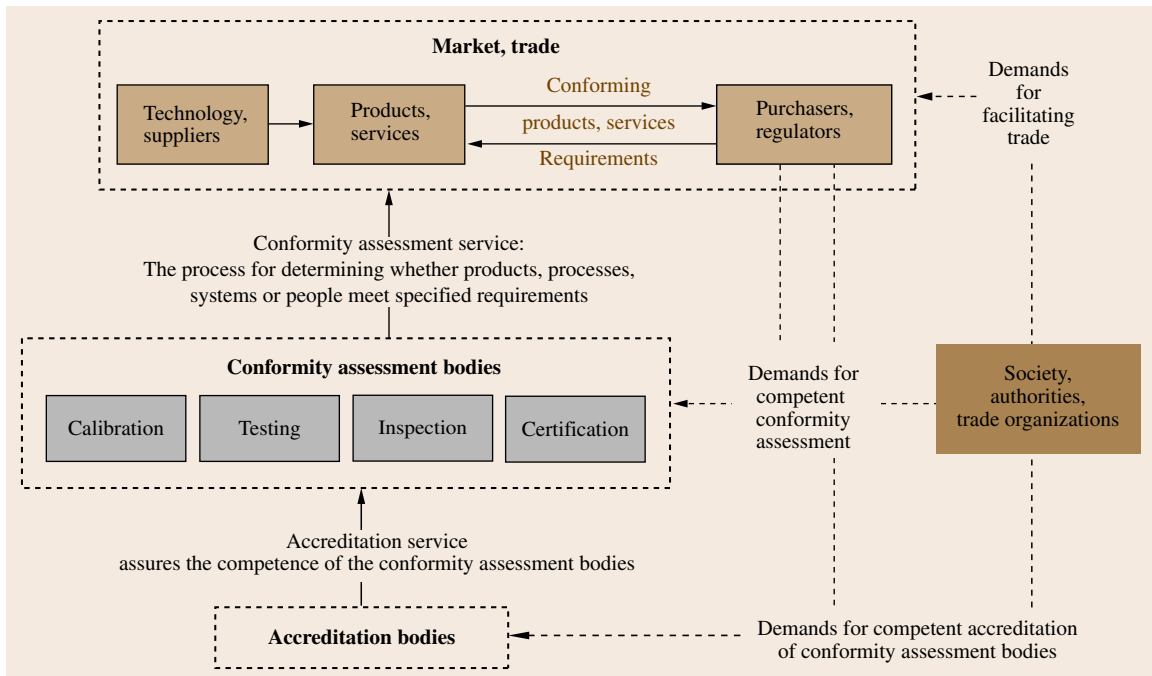 Market, trade
Technology,
suppliers
Products,
services
Conforming
products, services
Requirements
Purchasers,
regulators
Demands
for
facilitating
trade
Conformity assessment service:
The process for determining whether products, processes,
systems or people meet specified requirements
Conformity assessment bodies
Calibration
Testing
Inspection
Certification
Demands for
competent
conformity
assessment
Society,
authorities,
trade organizations
Accreditation service
assures the competence of the conformity assessment bodies
Accreditation bodies
Demands for competent accreditation
of conformity assessment bodies